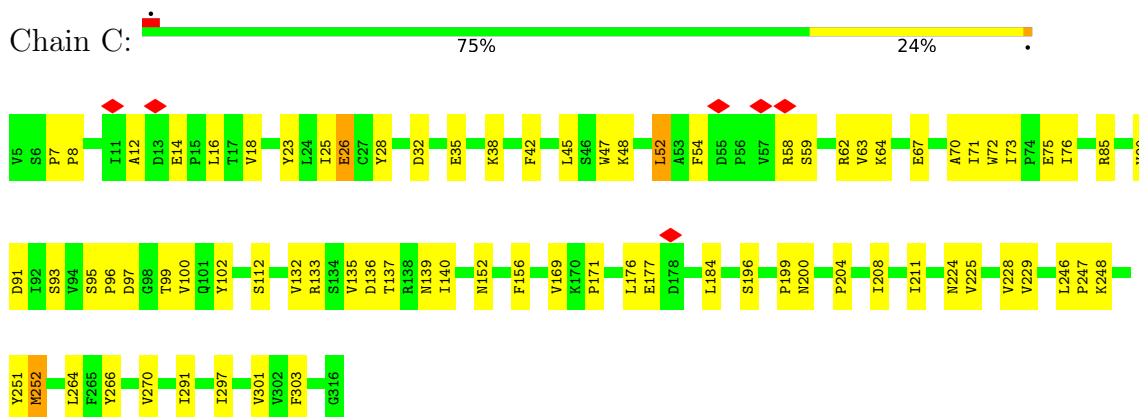 Chain C:
75%
24%
V5 S6 P7 P8 I11 A12 D13 E14 P15 L16 T17 V18 Y23 L24 I25 E26 C27 Y28 D32 E35 K38 F42 L45 S46 W47 K48 L52 A53 F54 D55 P56 V57 R58 S59 R62 V63 K64 E67 A70 I71 W72 I73 P74 E75 I76 R85
D91 I92 S93 V94 S95 P96 D97 G98 T99 V100 Q101 Y102 S112 V132 R133 S134 V135 D136 T137 R138 N139 I140 N152 F156 V169 K170 P171 L176 E177 D178 L184 S196 P199 N200 P204 I208 I211 N224 V225 V228 V229 L246 P247 K248
Y251 M252 L264 F265 Y266 V270 I291 I297 V301 Y302 F303 G316